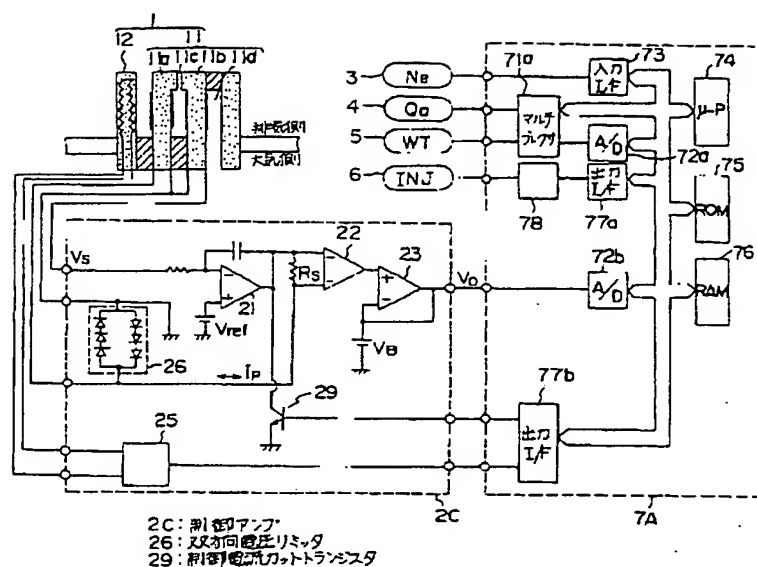 1
12
11
11a 11c 11b 11d
排気側
大気側
3 Ne
4 Qa
5 WT
6 INJ
71a
マルチ
プレクサ
73
入力
I/F
74
μ-P
A/D
72a
78
出力
I/F
77a
75
ROM
76
RAM
72b
A/D
77b
出力
I/F
7A
Vs
22
23
Rs
21
Vref
VB
Vo
26
Ip
29
25
2C
2C:制御アンプ
26:双方向電圧リミッタ
29:制御電流カットトランジスタ